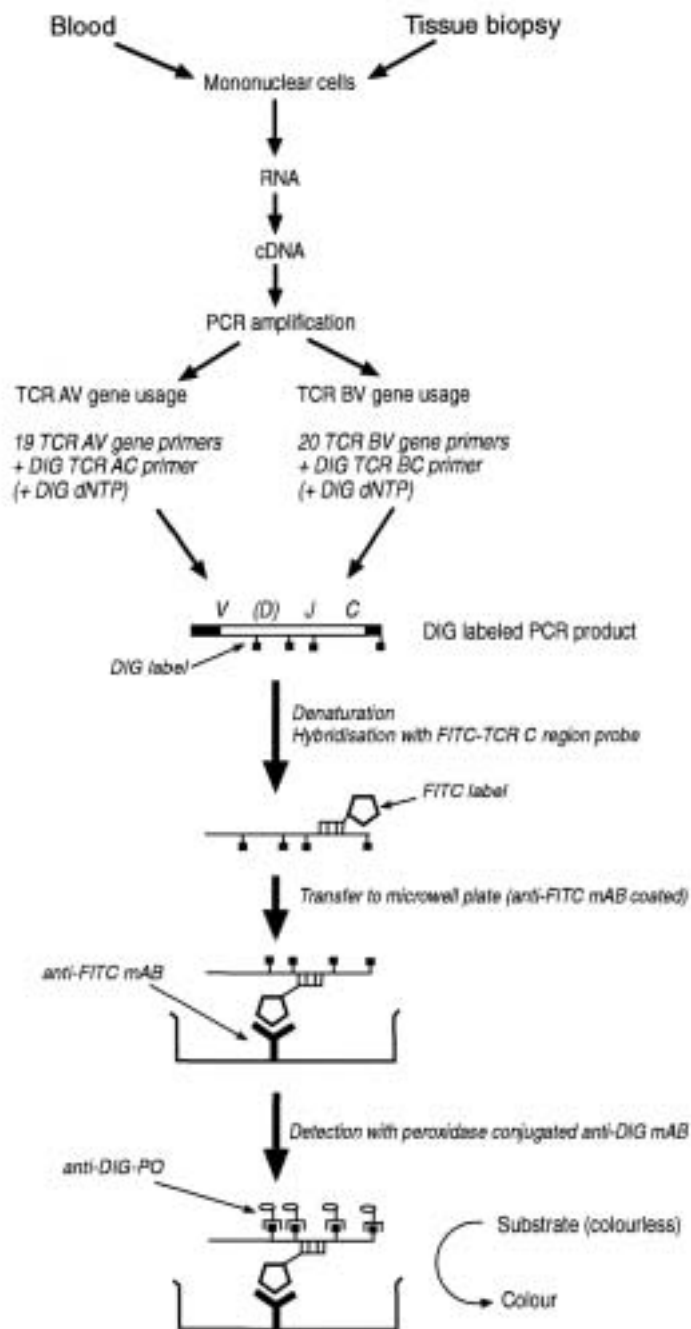 Blood
Tissue biopsy
Mononuclear cells
RNA
cDNA
PCR amplification
TCR AV gene usage
19 TCR AV gene primers
+ DIG TCR AC primer
(+ DIG dNTP)
TCR BV gene usage
20 TCR BV gene primers
+ DIG TCR BC primer
(+ DIG dNTP)
V (D) J C
DIG labeled PCR product
DIG label
Denaturation
Hybridisation with FITC-TCR C region probe
FITC label
Transfer to microwell plate (anti-FITC mAB coated)
anti-FITC mAB
Detection with peroxidase conjugated anti-DIG mAB
anti-DIG-PO
Substrate (colourless)
Colour